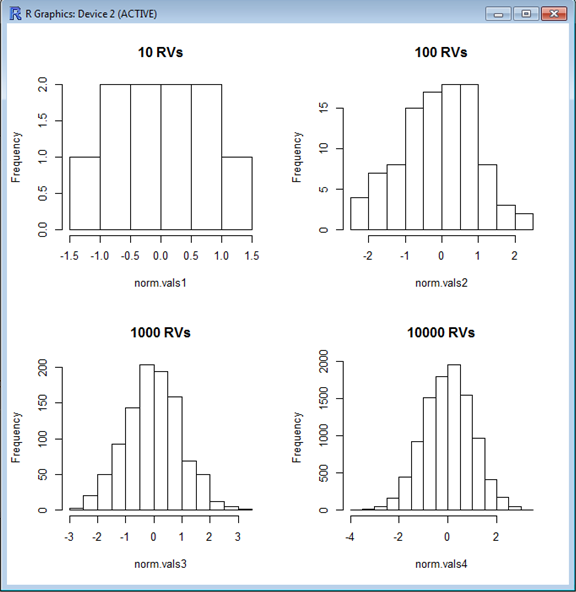 R Graphics: Device 2 (ACTIVE)
10 RVs
Frequency
0.0 0.5 1.0 1.5 2.0
-1.5 -1.0 -0.5 0.0 0.5 1.0 1.5
norm.vals1
100 RVs
Frequency
0 5 10 15
-2 -1 0 1 2
norm.vals2
1000 RVs
Frequency
0 50 100 150 200
-3 -2 -1 0 1 2 3
norm.vals3
10000 RVs
Frequency
0 500 1000 1500 2000
-4 -2 0 2
norm.vals4